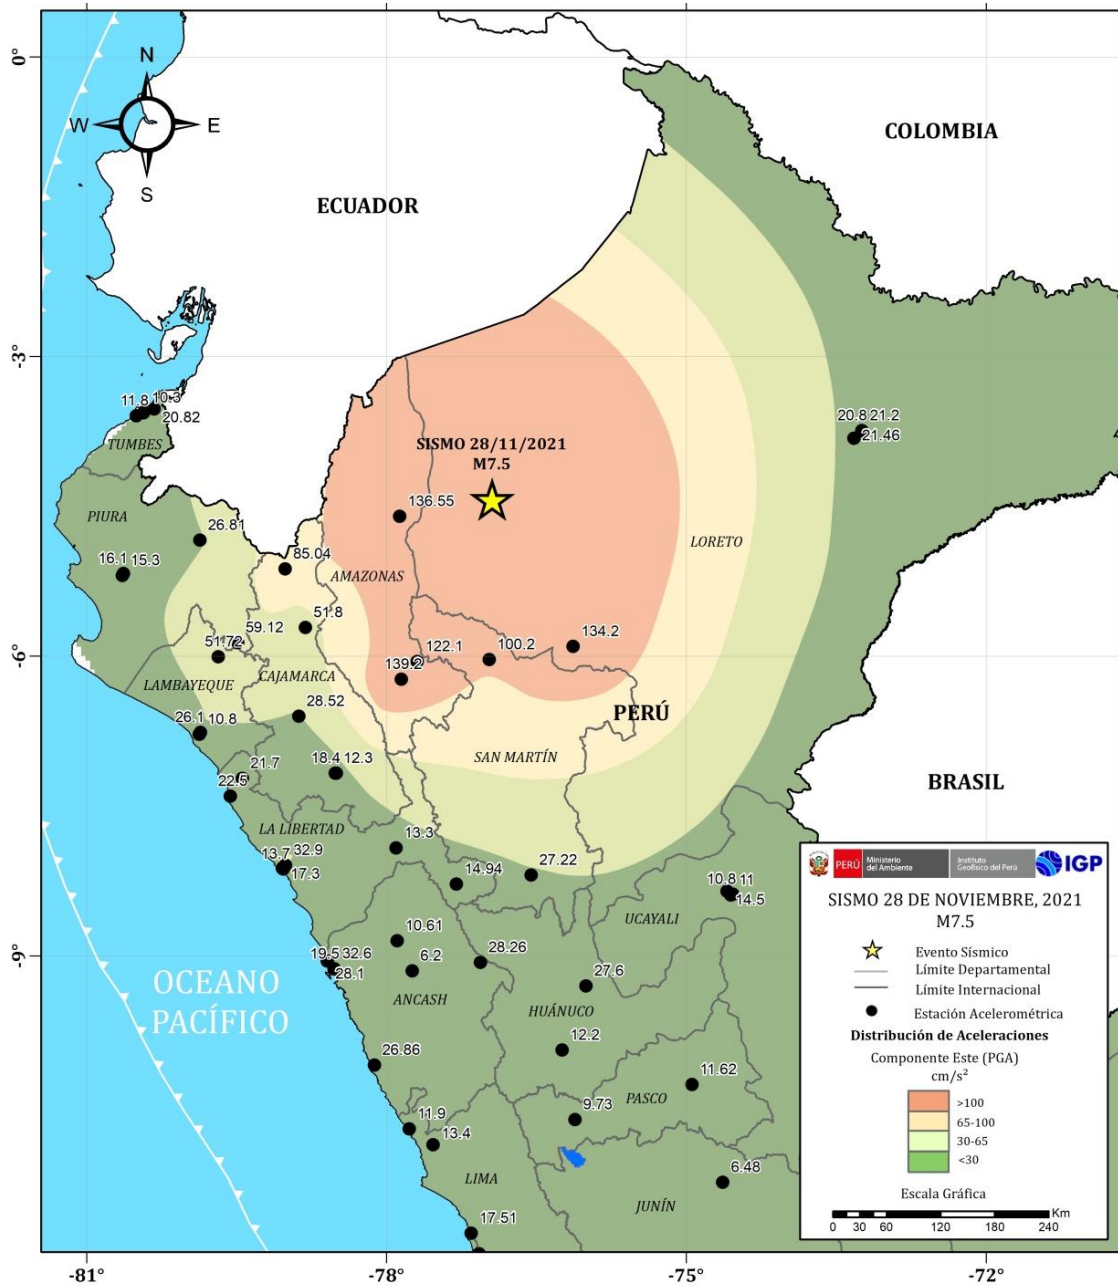 0°
-3°
-6°
-9°
-81°
-78°
-75°
-72°
N
W
E
S
COLOMBIA
ECUADOR
SISMO 28/11/2021
M7.5
11.8
10.3
20.82
TUMBES
20.8
21.2
21.46
136.55
PIURA
26.81
LORETO
16.1
15.3
85.04
AMAZONAS
51.8
59.12
51.72
122.1
100.2
134.2
139.2
CAJAMARCA
LAMBAYEQUE
28.52
PERÚ
26.1
10.8
SAN MARTÍN
21.7
18.4
12.3
22.5
BRASIL
LA LIBERTAD
13.3
13.7
32.9
17.3
14.94
27.22
10.8
11
14.5
UCAYALI
10.61
6.2
19.5
32.6
28.1
28.26
27.6
ANCASH
HUÁNUCO
OCEANO
PACÍFICO
12.2
26.86
11.62
PASCO
9.73
11.9
13.4
LIMA
6.48
JUNÍN
17.51
PERÚ
Ministerio
del Ambiente
Instituto
Geofísico del Perú
IGP
SISMO 28 DE NOVIEMBRE, 2021
M7.5
Evento Sísmico
Límite Departamental
Límite Internacional
Estación Acelerométrica
Distribución de Aceleraciones
Componente Este (PGA)
cm/s²
>100
65-100
30-65
<30
Escala Gráfica
Km
0 30 60 120 180 240